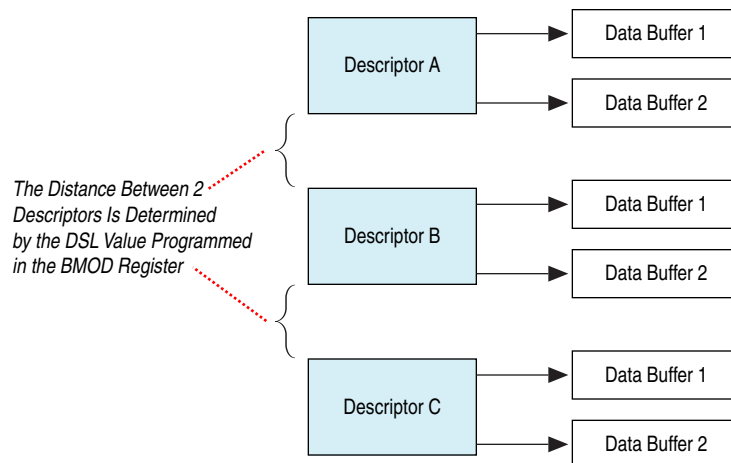 Descriptor A
Data Buffer 1
Data Buffer 2
The Distance Between 2
Descriptors Is Determined
by the DSL Value Programmed
in the BMOD Register
Descriptor B
Data Buffer 1
Data Buffer 2
Descriptor C
Data Buffer 1
Data Buffer 2